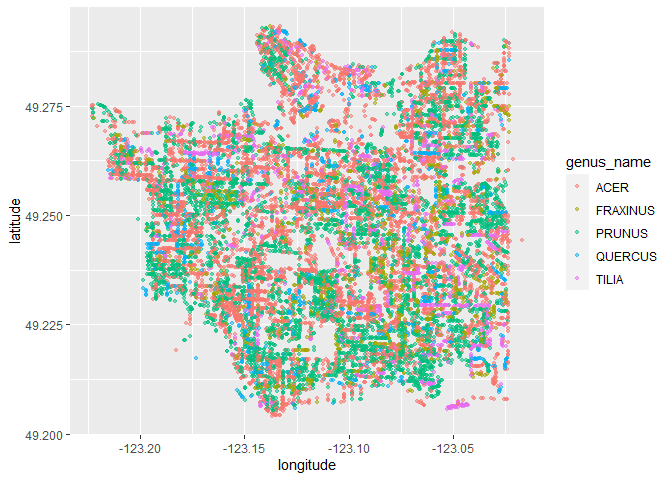 49.275
49.250
49.225
49.200
latitude
-123.20
-123.15
-123.10
-123.05
longitude
genus_name
ACER
FRAXINUS
PRUNUS
QUERCUS
TILIA